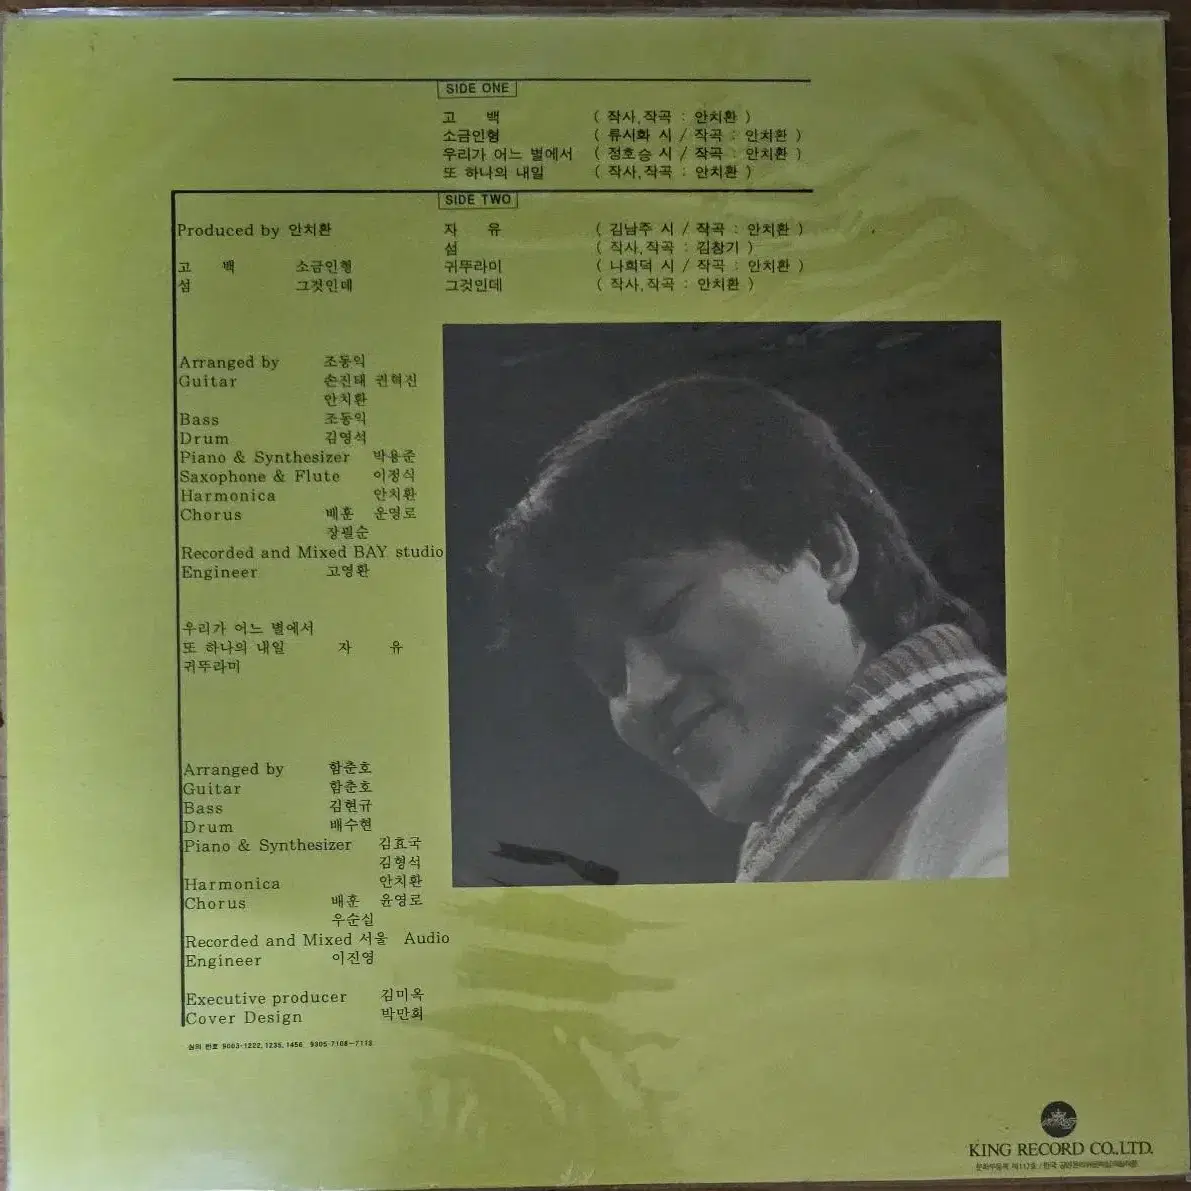 SIDE ONE
고 백 ( 작사,작곡 : 안치환 )
소금인형 ( 류시화 시 / 작곡 : 안치환 )
우리가 어느 별에서 ( 정호승 시 / 작곡 : 안치환 )
또 하나의 내일 ( 작사,작곡 : 안치환 )
SIDE TWO
자 유 ( 김남주 시 / 작곡 : 안치환 )
섬 ( 작사,작곡 : 김창기 )
귀뚜라미 ( 나희덕 시 / 작곡 : 안치환 )
그것인데 ( 작사,작곡 : 안치환 )
Produced by 안치환
고 백 소금인형
섬 그것인데
Arranged by 조동익
Guitar 손진태 권혁진
안치환
Bass 조동익
Drum 김영석
Piano & Synthesizer 박용준
Saxophone & Flute 이정식
Harmonica 안치환
Chorus 배훈 윤영로
장필순
Recorded and Mixed BAY studio
Engineer 고영환
우리가 어느 별에서
또 하나의 내일 자 유
귀뚜라미
Arranged by 함춘호
Guitar 함춘호
Bass 김현규
Drum 배수현
Piano & Synthesizer 김효국
김형석
Harmonica 안치환
Chorus 배훈 윤영로
우순실
Recorded and Mixed 서울 Audio
Engineer 이진영
Executive producer 김미옥
Cover Design 박만희
심의 번호 9003-1222, 1235, 1456 9305-7108~7113
KING RECORD CO.,LTD.